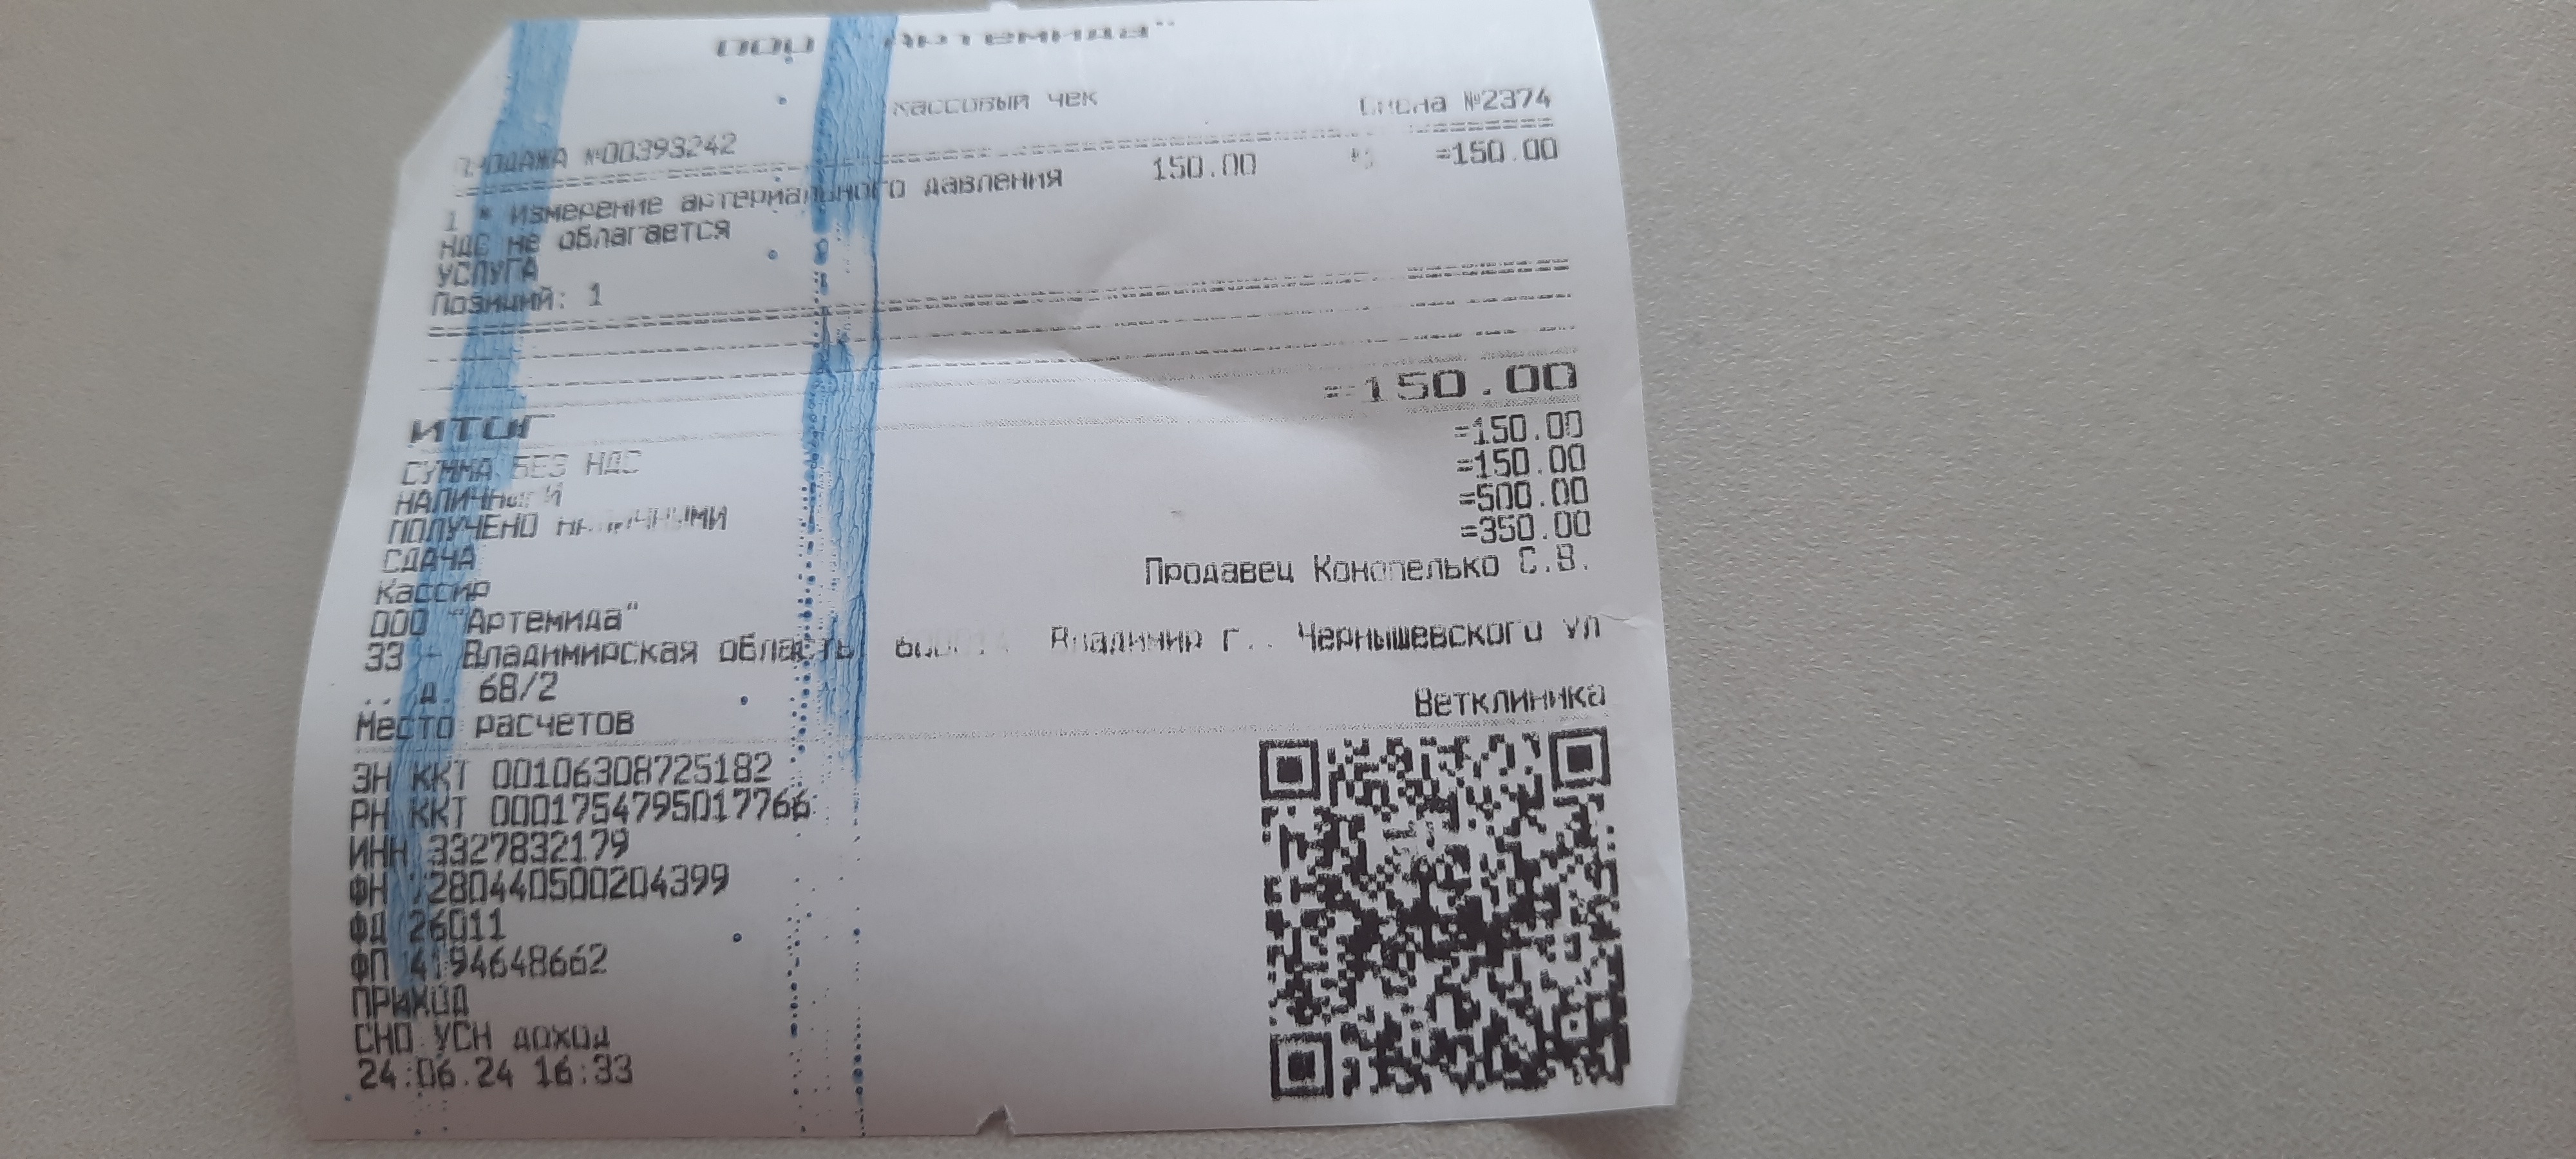 ООО "Артемида"
Кассовый чек
Смена №2374
ПРОДАЖА №00393242
1 * Измерение артериального давления 150.00 *1 =150.00
НДС не облагается
УСЛУГА
Позиций: 1
ИТОГ =150.00
СУММА БЕЗ НДС =150.00
НАЛИЧНЫМИ =150.00
ПОЛУЧЕНО НАЛИЧНЫМИ =500.00
СДАЧА =350.00
Кассир Продавец Конопелько С.В.
ООО "Артемида"
33 - Владимирская область, Владимир г., Чернышевского ул
., д. 68/2
Место расчетов Ветклиника
ЗН ККТ 00106308725182
РН ККТ 0001754795017766
ИНН 3327832179
ФН 7280440500204399
ФД 26011
ФП 4194648662
ПРИХОД
СНО УСН доход
24.06.24 16:33